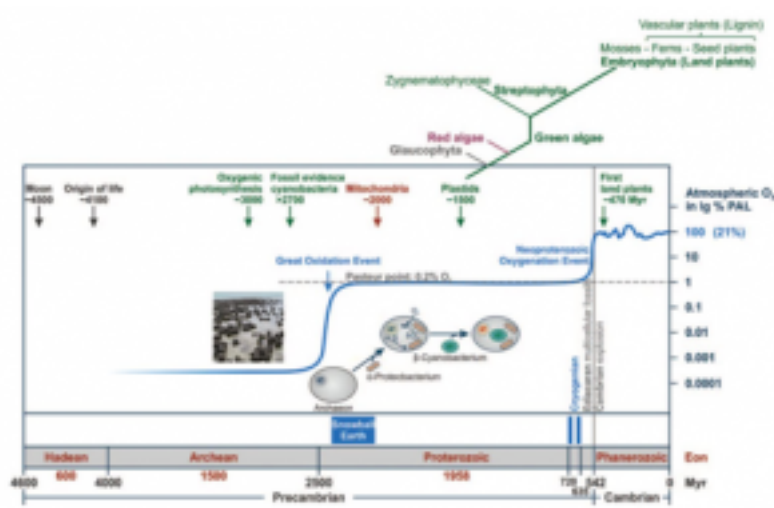 Vascular plants (Lignin)
Mosses - Ferns - Seed plants
Embryophyta (Land plants)
Zygnematophyceae
Streptophyta
Red algae
Green algae
Glaucophyta
Moon
~4500
Origin of life
~4100
Oxygenic
photosynthesis
~3000
Fossil evidence
cyanobacteria
>2700
Mitochondria
~2000
Plastids
~1500
First
land plants
~470 Myr
Atmospheric O
in lg % PAL
100 (21%)
10
1
0.1
0.01
0.001
0.0001
Great Oxidation Event
Neoproterozoic
Oxygenation Event
Pasteur point: 0.2% O₂
β-Cyanobacterium
α-Proteobacterium
Archaeon
Cryogenian
Cambrian explosion
Snowball
Earth
Hadean
Archean
Proterozoic
Phanerozoic
Eon
600
1500
1958
4600
4000
2500
720
635
542
0
Myr
Precambrian
Cambrian